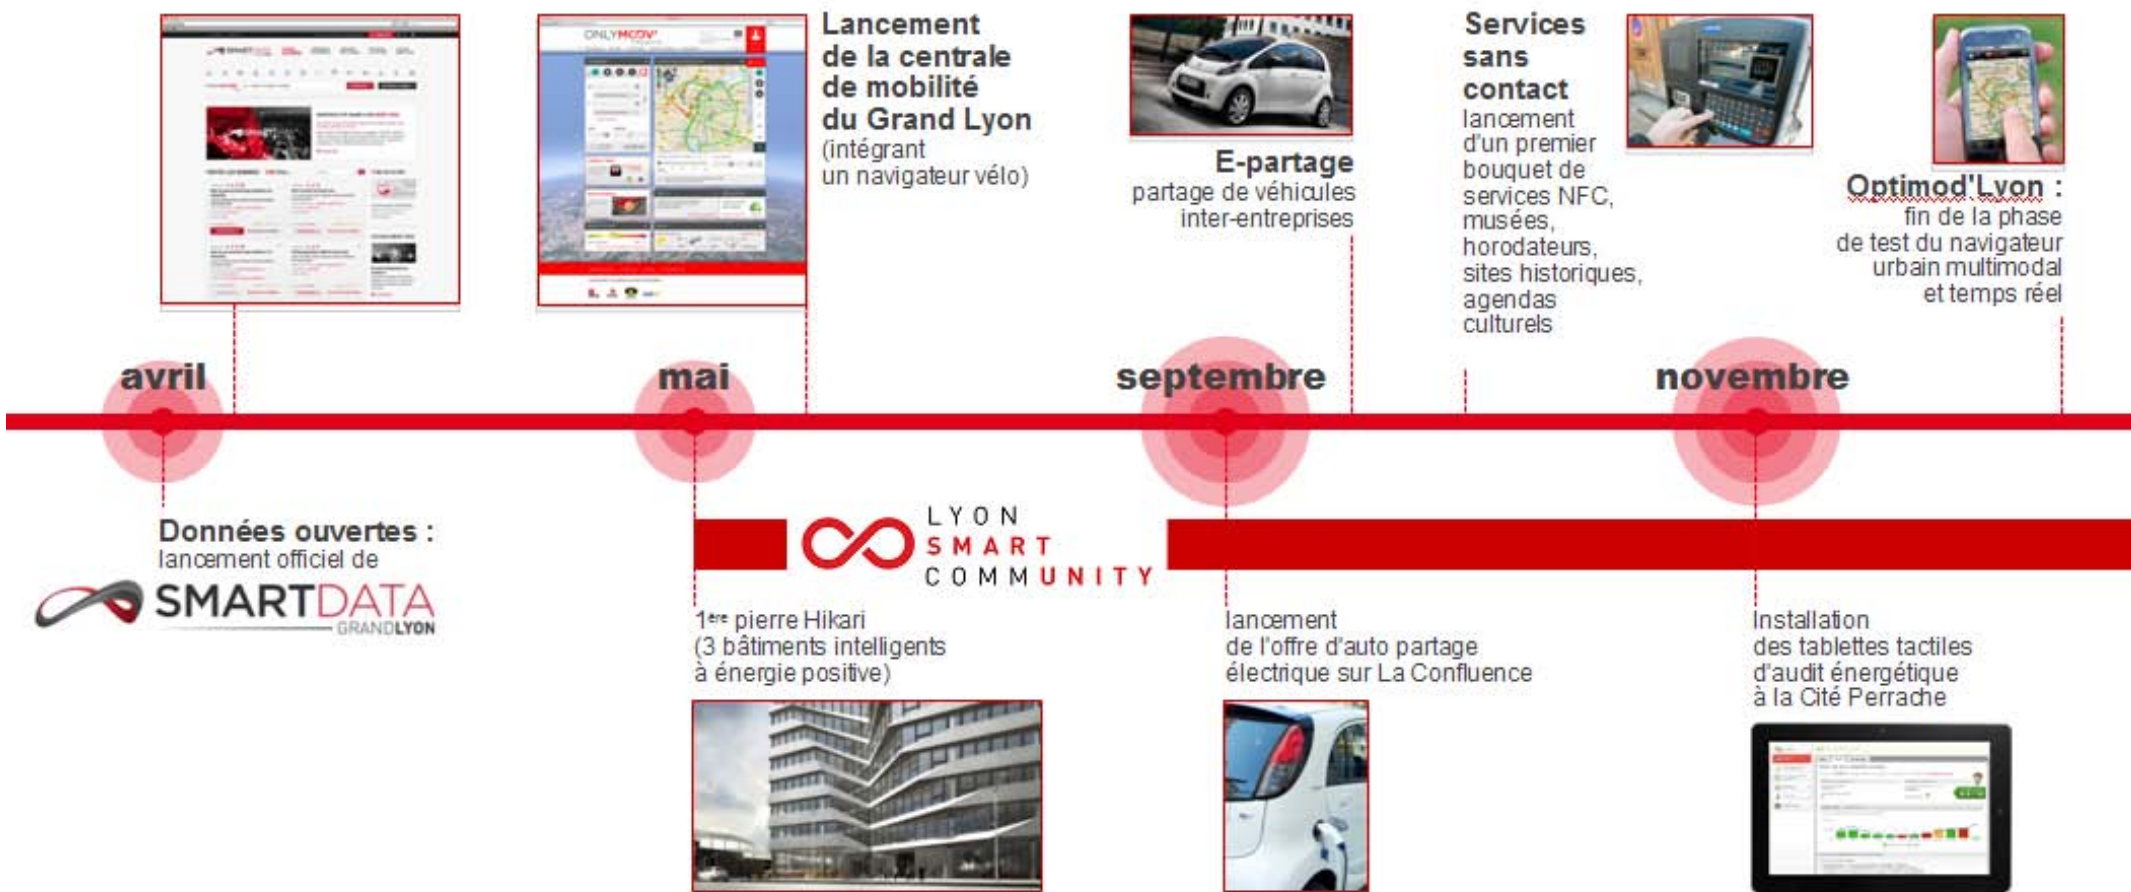 ONLYMOOV'
Lancement
de la centrale
de mobilité
du Grand Lyon
(intégrant
un navigateur vélo)
E-partage
partage de véhicules
inter-entreprises
Services
sans
contact
lancement
d'un premier
bouquet de
services NFC,
musées,
horodateurs,
sites historiques,
agendas
culturels
Optimod'Lyon :
fin de la phase
de test du navigateur
urbain multimodal
et temps réel
avril
mai
septembre
novembre
Données ouvertes :
lancement officiel de
SMARTDATA
GRANDLYON
LYON
SMART
COMMUNITY
1ère pierre Hikari
(3 bâtiments intelligents
à énergie positive)
lancement
de l'offre d'auto partage
électrique sur La Confluence
Installation
des tablettes tactiles
d'audit énergétique
à la Cité Perrache